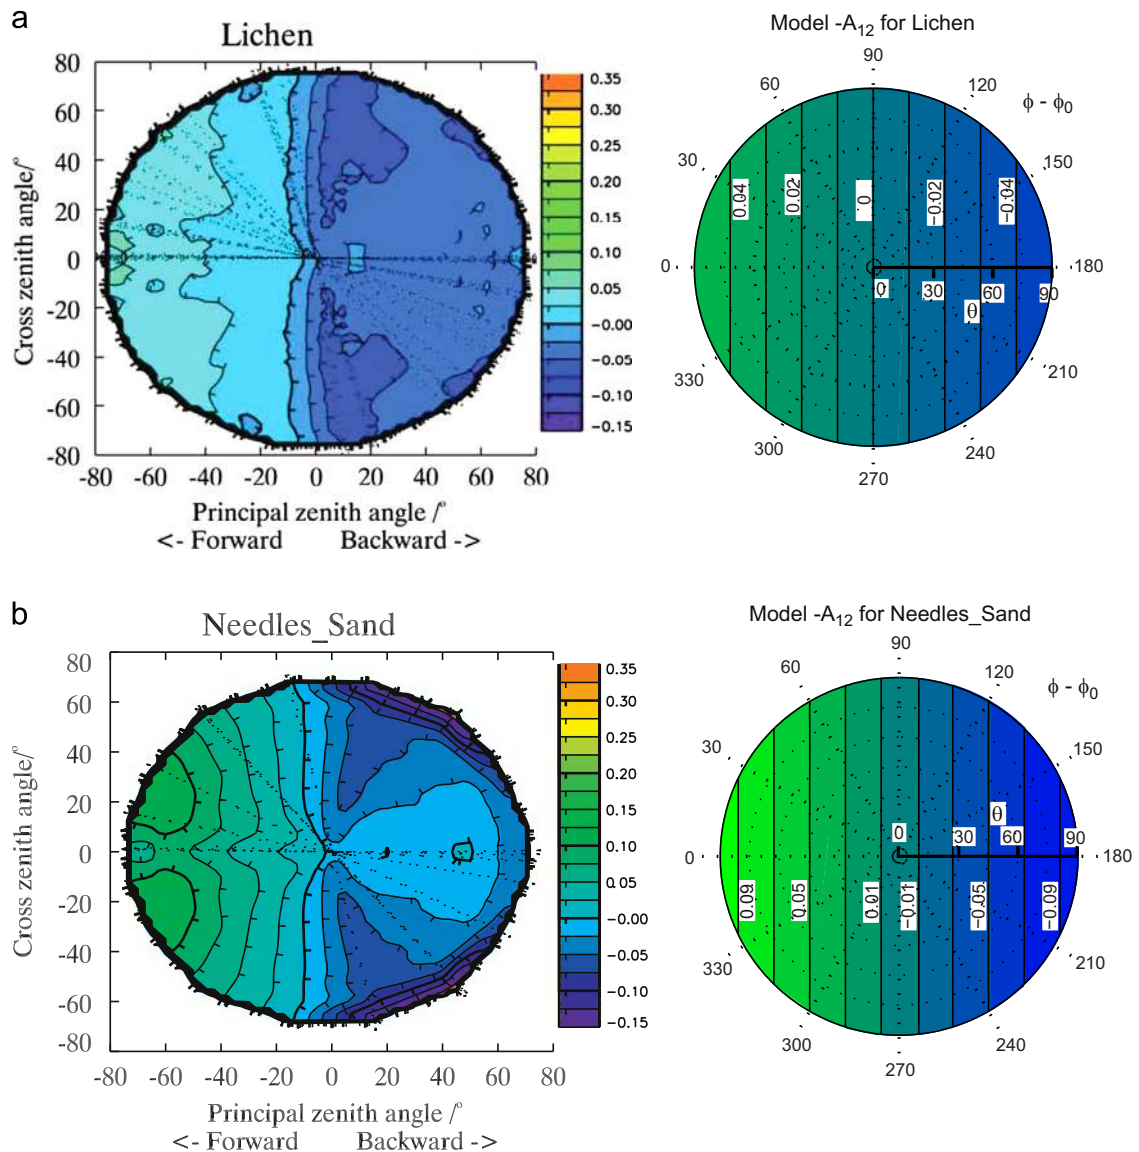 a
Lichen
80
60
40
20
0
-20
-40
-60
-80
Cross zenith angle/°
-80 -60 -40 -20 0 20 40 60 80
Principal zenith angle /°
<- Forward Backward ->
0.35
0.30
0.25
0.20
0.15
0.10
0.05
-0.00
-0.05
-0.10
-0.15
Model -A12 for Lichen
90
60 120
ϕ - ϕ0
30 150
0.04 0.02 0 -0.02 -0.04
0 180
0 30 60 90
θ
330 210
300 240
270
b
Needles_Sand
80
60
40
20
0
-20
-40
-60
-80
Cross zenith angle/°
-80 -60 -40 -20 0 20 40 60 80
Principal zenith angle /°
<- Forward Backward ->
0.35
0.30
0.25
0.20
0.15
0.10
0.05
-0.00
-0.05
-0.10
-0.15
Model -A12 for Needles_Sand
90
60 120
ϕ - ϕ0
30 150
θ
0 30 60 90
0 180
0.09 0.05 0.01 -0.01 -0.05 -0.09
330 210
300 240
270